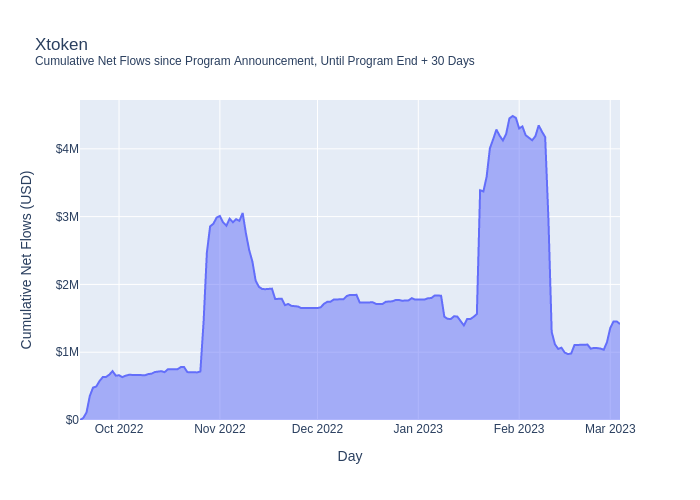 Xtoken
Cumulative Net Flows since Program Announcement, Until Program End + 30 Days
Cumulative Net Flows (USD)
$4M
$3M
$2M
$1M
$0
Oct 2022
Nov 2022
Dec 2022
Jan 2023
Feb 2023
Mar 2023
Day